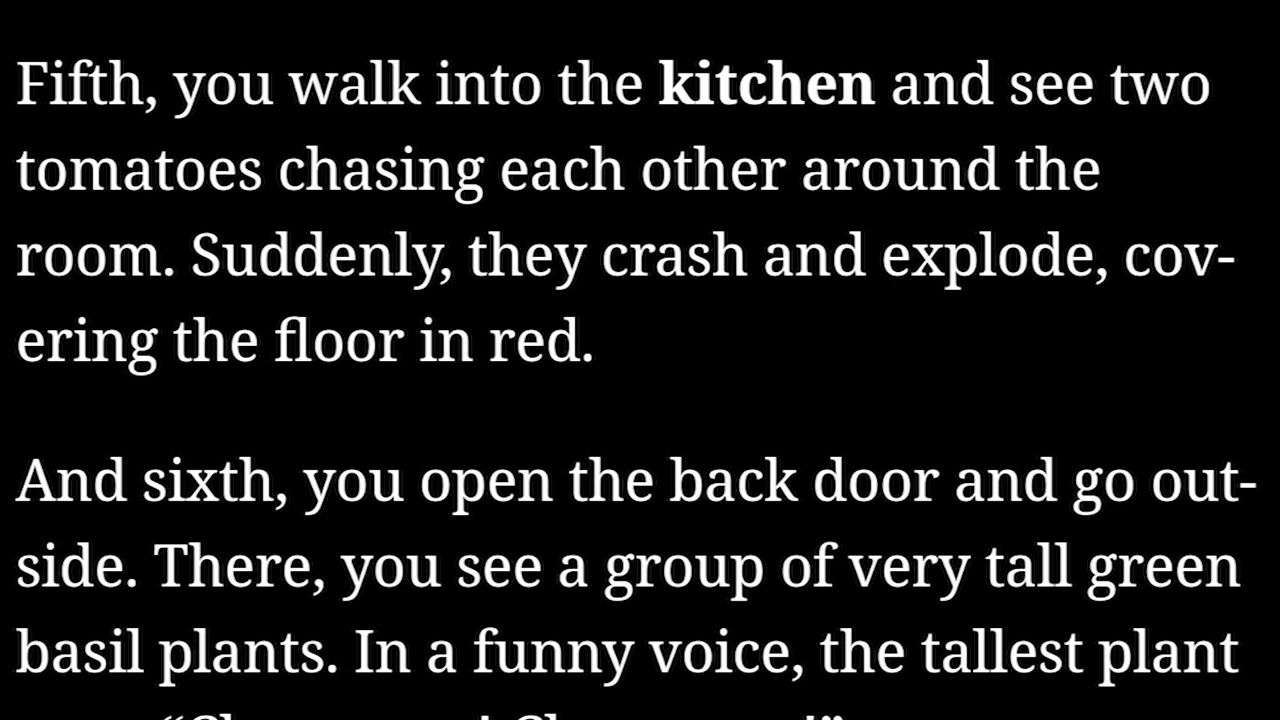 Fifth, you walk into the kitchen and see two
tomatoes chasing each other around the
room. Suddenly, they crash and explode, cov-
ering the floor in red.
And sixth, you open the back door and go out-
side. There, you see a group of very tall green
basil plants. In a funny voice, the tallest plant